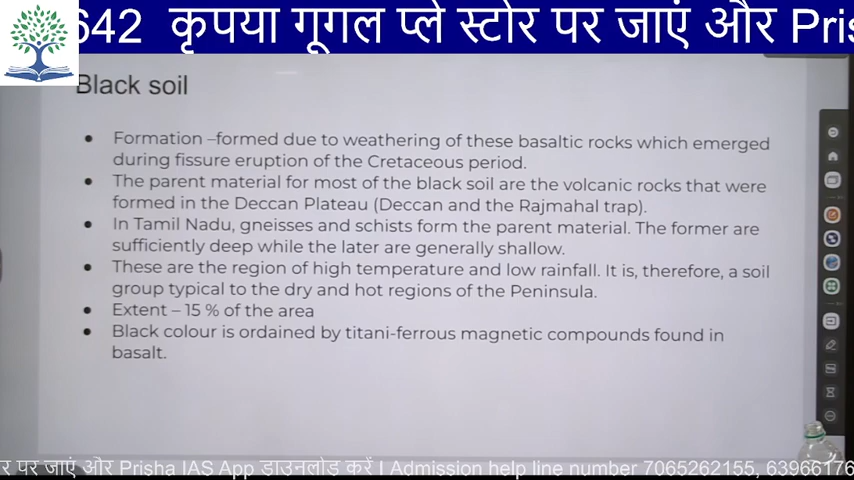 642 कृपया गूगल प्ले स्टोर पर जाएं और Pris
Black soil
• Formation –formed due to weathering of these basaltic rocks which emerged
during fissure eruption of the Cretaceous period.
• The parent material for most of the black soil are the volcanic rocks that were
formed in the Deccan Plateau (Deccan and the Rajmahal trap).
• In Tamil Nadu, gneisses and schists form the parent material. The former are
sufficiently deep while the later are generally shallow.
• These are the region of high temperature and low rainfall. It is, therefore, a soil
group typical to the dry and hot regions of the Peninsula.
• Extent – 15 % of the area
• Black colour is ordained by titani-ferrous magnetic compounds found in
basalt.
र पर जाएं और Prisha IAS App डाउनलोड करें I Admission help line number 7065262155, 63966176